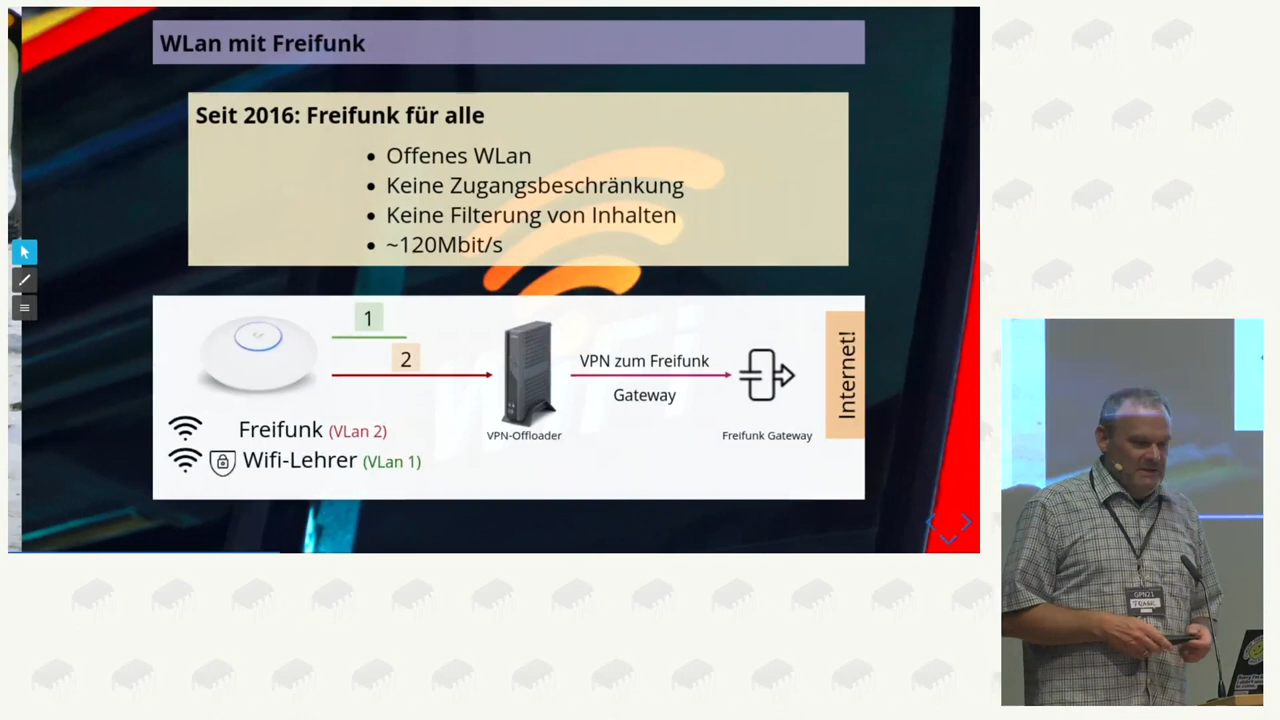 WLan mit Freifunk
Seit 2016: Freifunk für alle
Offenes WLan
Keine Zugangsbeschränkung
Keine Filterung von Inhalten
~120Mbit/s
1
2
VPN zum Freifunk
Gateway
Internet!
VPN-Offloader
Freifunk Gateway
Freifunk (VLan 2)
Wifi-Lehrer (VLan 1)
GPN21